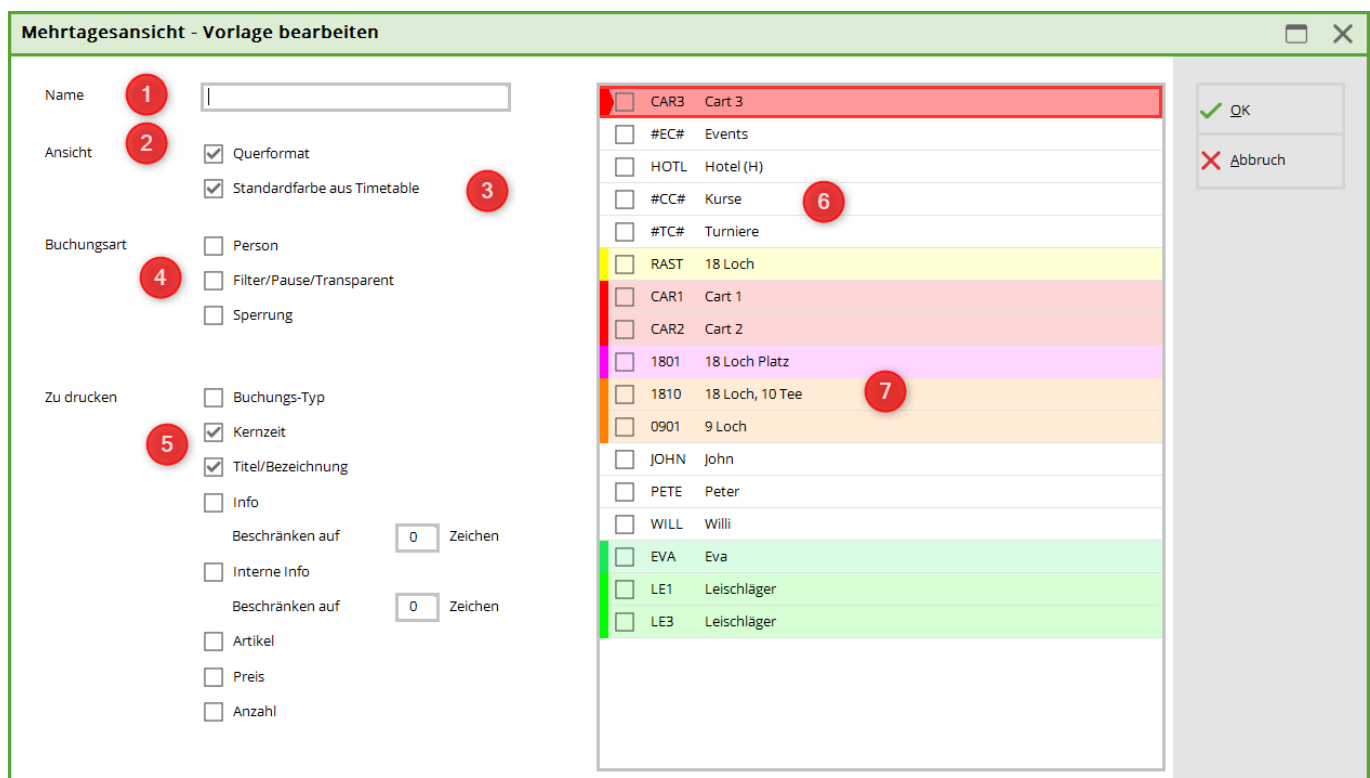 Mehrtagesansicht - Vorlage bearbeiten
Name
1
2
Ansicht
Querformat
Standardfarbe aus Timetable
3
Buchungsart
Person
4
Filter/Pause/Transparent
Sperrung
Zu drucken
Buchungs-Typ
5
Kernzeit
Titel/Bezeichnung
Info
Beschränken auf 0 Zeichen
Interne Info
Beschränken auf 0 Zeichen
Artikel
Preis
Anzahl
CAR3 Cart 3
#EC# Events
HOTL Hotel (H)
#CC# Kurse
6
#TC# Turniere
RAST 18 Loch
CAR1 Cart 1
CAR2 Cart 2
1801 18 Loch Platz
1810 18 Loch, 10 Tee
7
0901 9 Loch
JOHN John
PETE Peter
WILL Willi
EVA Eva
LE1 Leischläger
LE3 Leischläger
OK
Abbruch